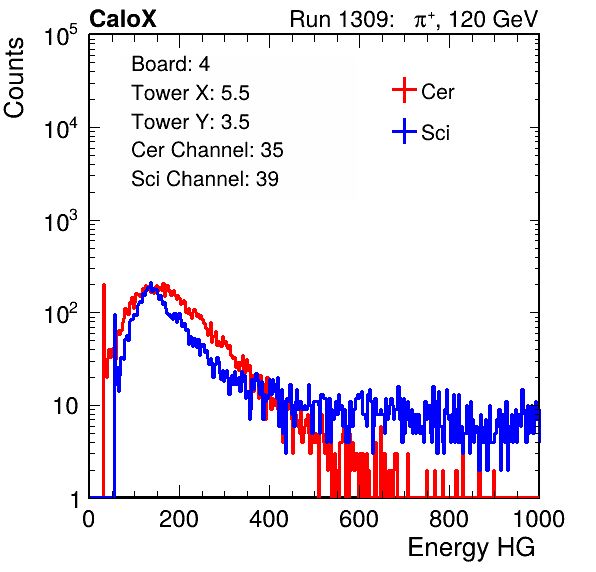 CaloX Run 1309: π⁺, 120 GeV
Counts
10⁵
10⁴
10³
10²
10
1
Board: 4
Tower X: 5.5
Tower Y: 3.5
Cer Channel: 35
Sci Channel: 39
Cer
Sci
0 200 400 600 800 1000
Energy HG